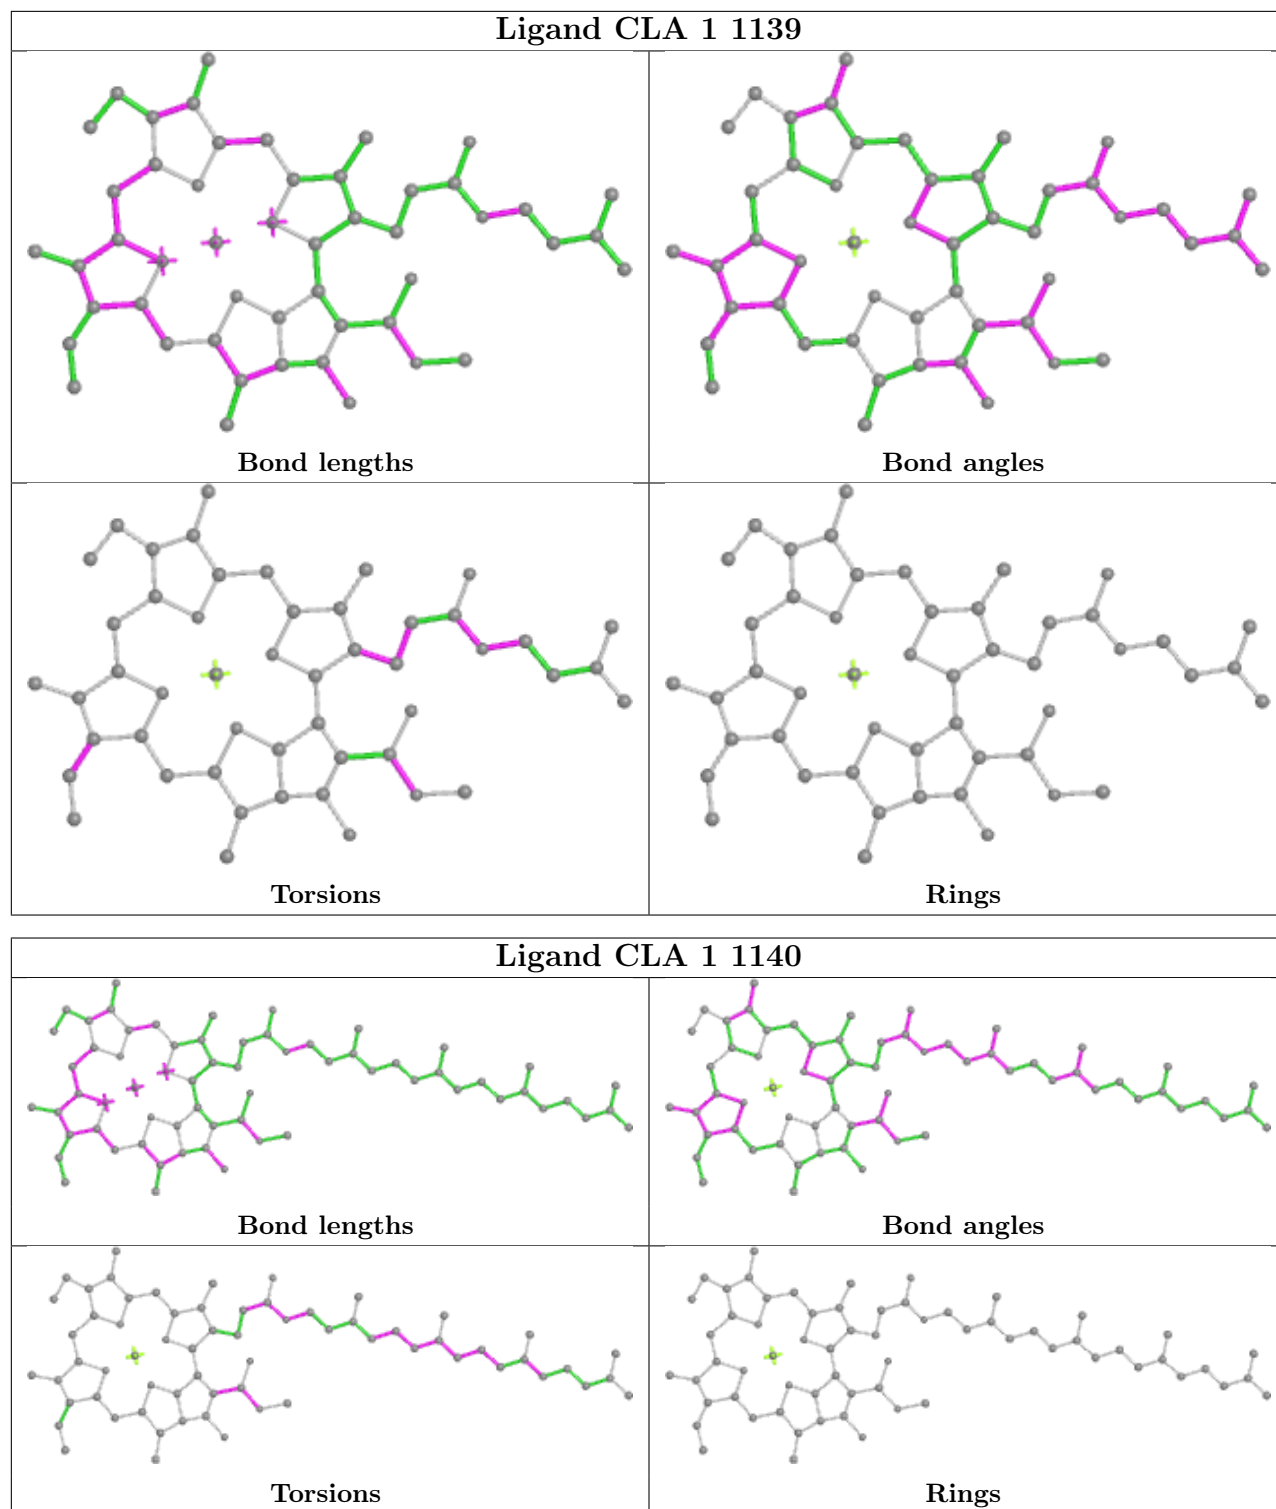 Ligand CLA 1 1139
Bond lengths
Bond angles
Torsions
Rings
Ligand CLA 1 1140
Bond lengths
Bond angles
Torsions
Rings